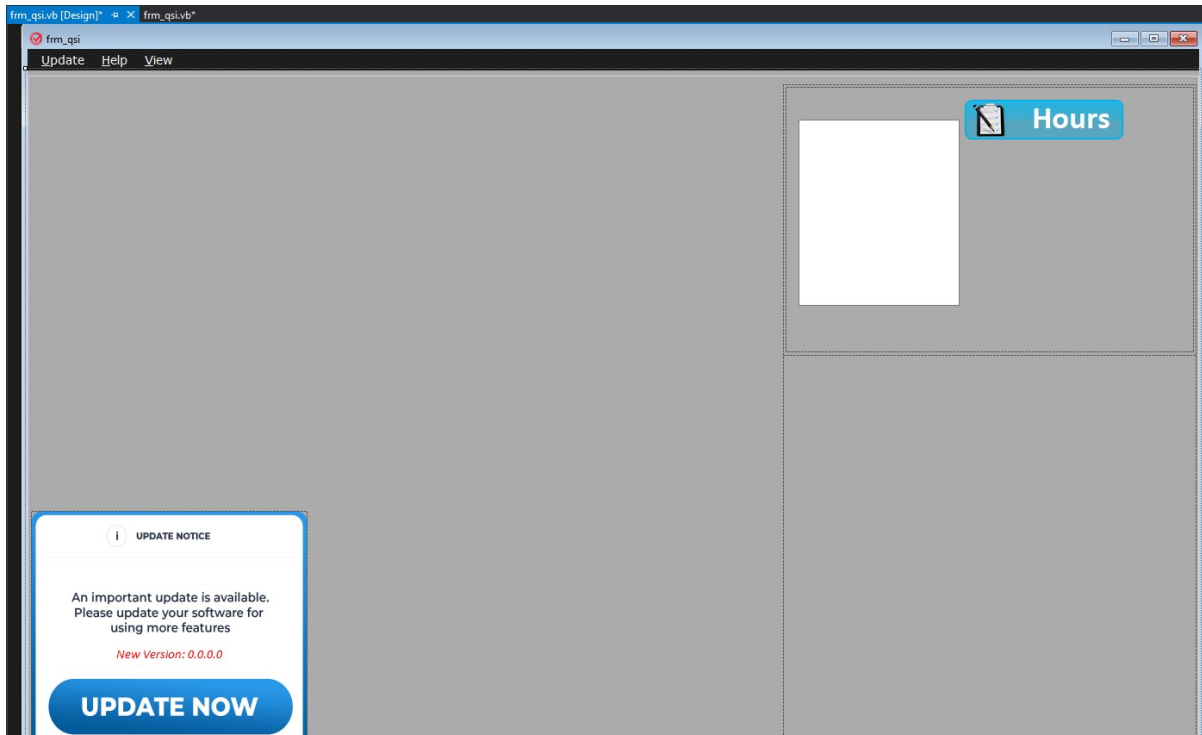 frm_qsi.vb [Design]* frm_qsi.vb*
frm_qsi
Update Help View
Hours
i UPDATE NOTICE
An important update is available.
Please update your software for
using more features
New Version: 0.0.0.0
UPDATE NOW